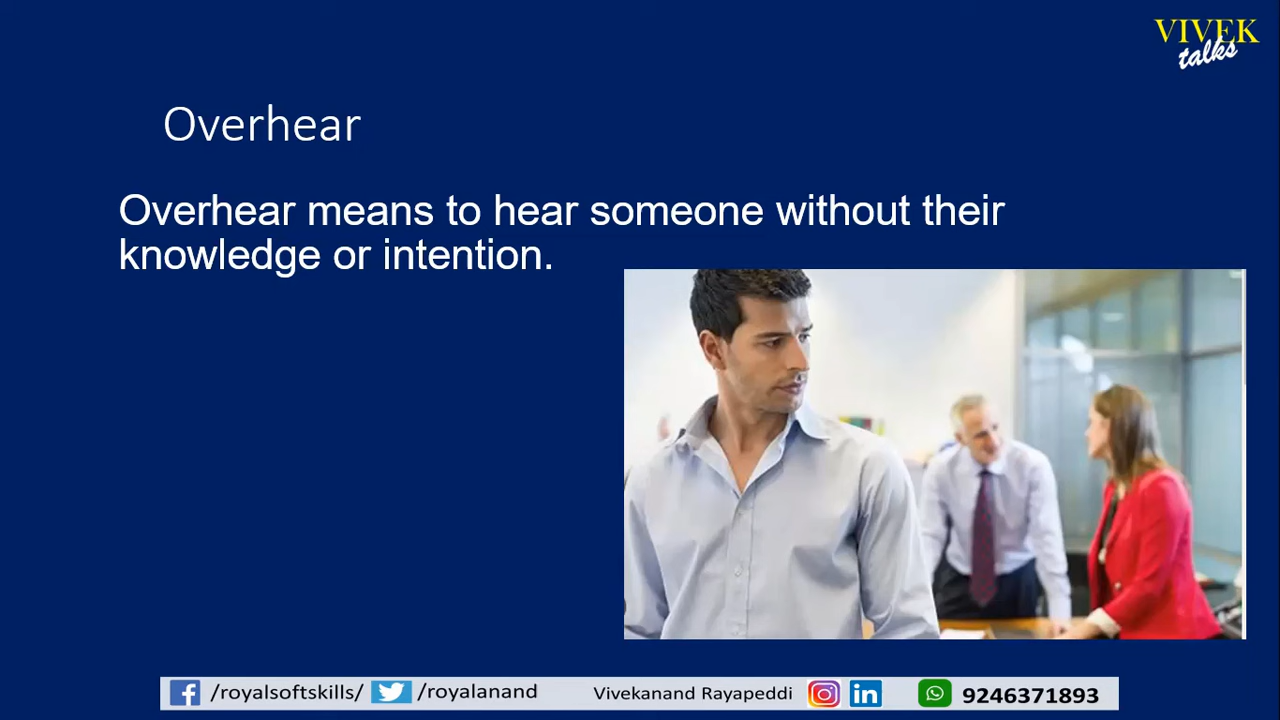 VIVEK
talks
Overhear
Overhear means to hear someone without their
knowledge or intention.
/royalsoftskills/ /royalanand Vivekanand Rayapeddi 9246371893